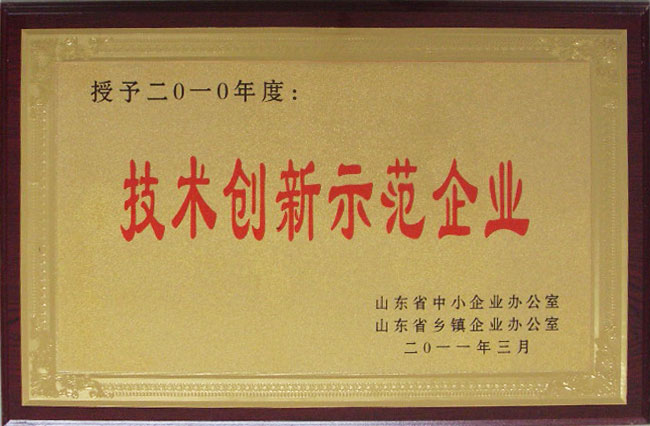 授予二0一0年度：
技术创新示范企业
山东省中小企业办公室
山东省乡镇企业办公室
二0一一年三月